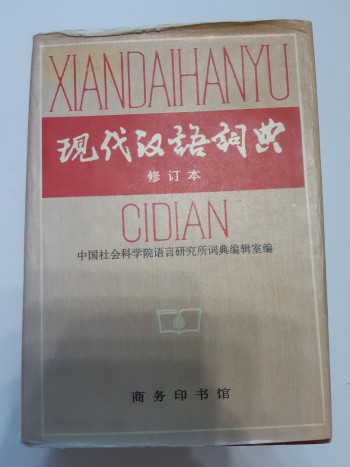 XIANDAIHANYU
现代汉语词典
修订本
CIDIAN
中国社会科学院语言研究所词典编辑室编
商务印书馆